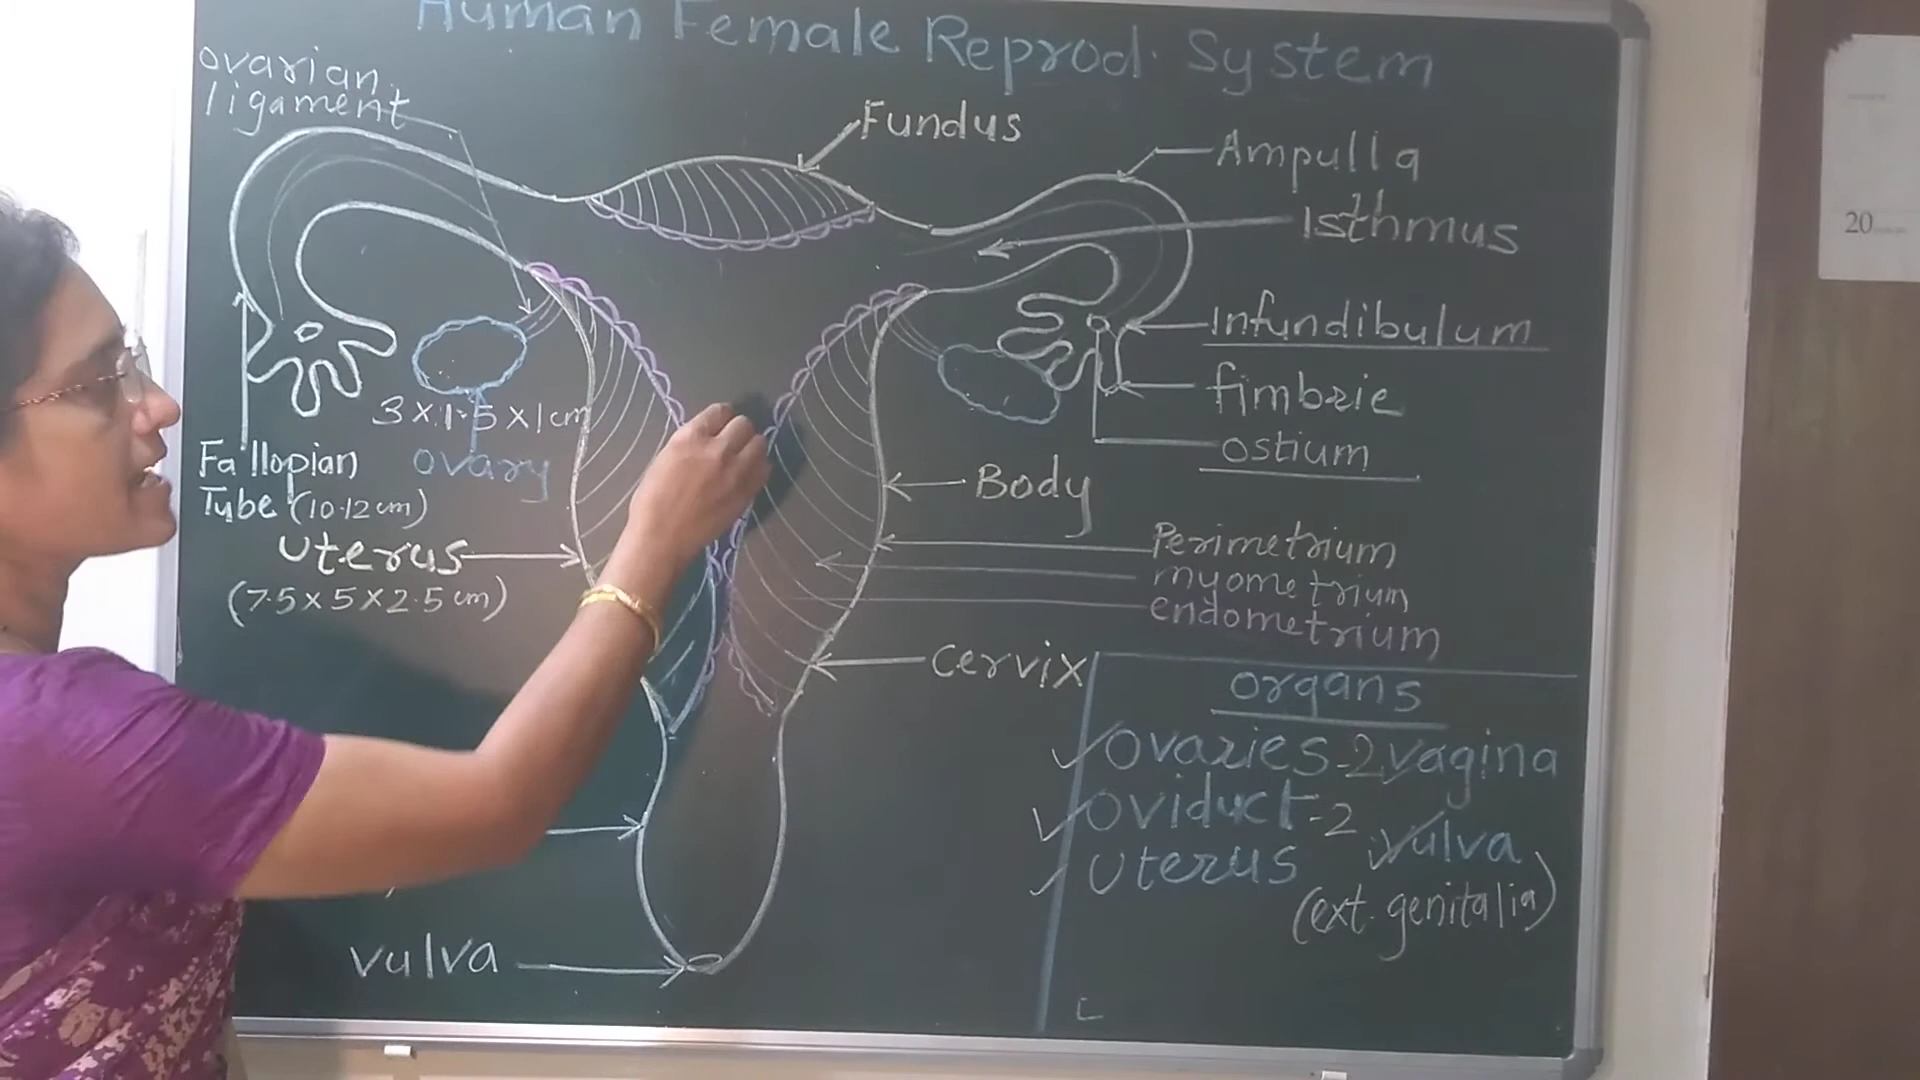 Human Female Reprod. System
ovarian
ligament
Fundus
Ampulla
Isthmus
Infundibulum
fimbrie
ostium
3 x 1.5 x 1 cm
ovary
Fallopian
Tube (10.12 cm)
Uterus
(7.5 x 5 x 2.5 cm)
Body
Perimetrium
myometrium
endometrium
cervix
vulva
organs
✓ Ovaries-2 ✓ vagina
✓ Oviduct-2
✓ vulva
✓ Uterus
(ext. genitalia)
20